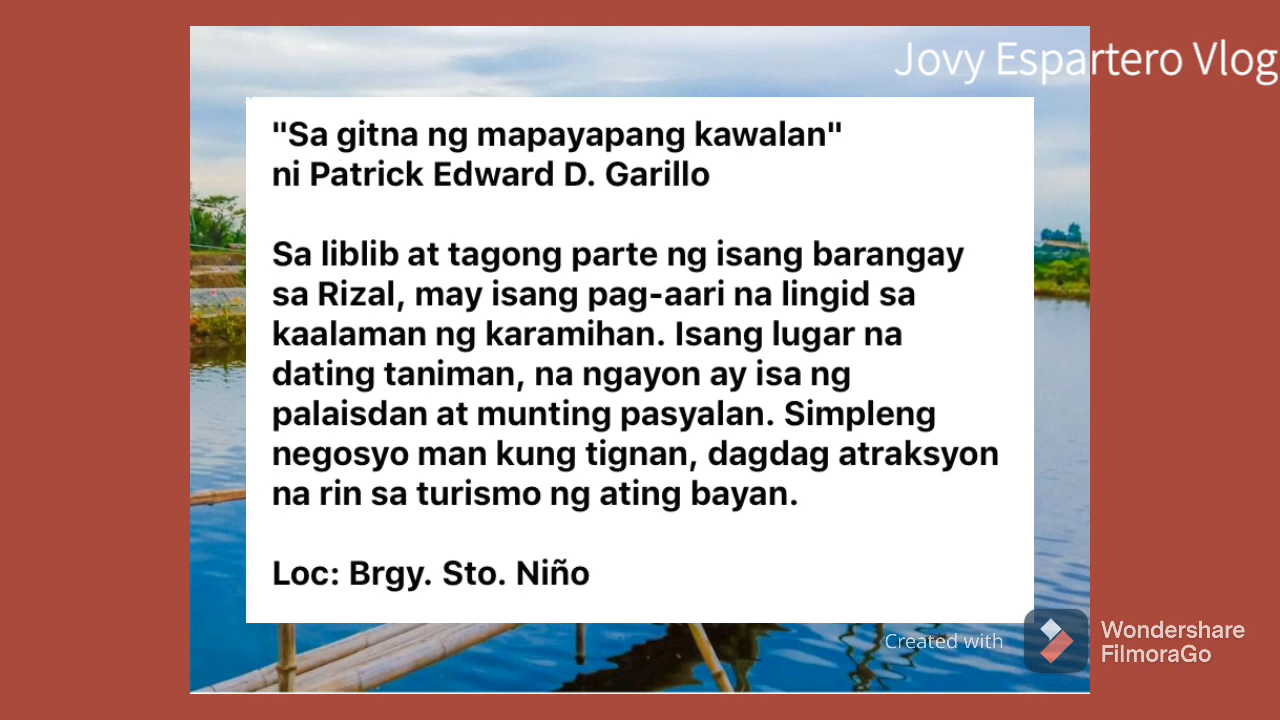 Jovy Espartero Vlog
"Sa gitna ng mapayapang kawalan"
ni Patrick Edward D. Garillo
Sa liblib at tagong parte ng isang barangay
sa Rizal, may isang pag-aari na lingid sa
kaalaman ng karamihan. Isang lugar na
dating taniman, na ngayon ay isa ng
palaisdan at munting pasyalan. Simpleng
negosyo man kung tignan, dagdag atraksyon
na rin sa turismo ng ating bayan.
Loc: Brgy. Sto. Niño
Created with
Wondershare
FilmoraGo